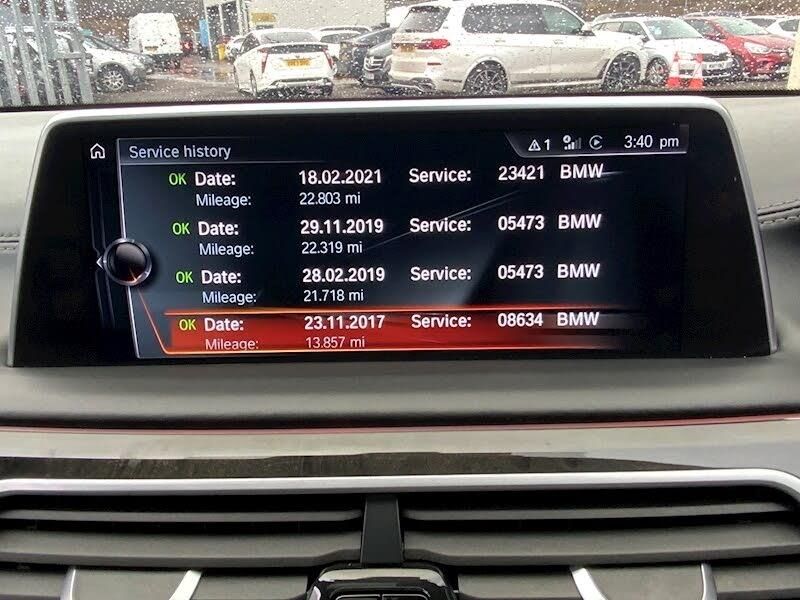 Service history
1
3:40 pm
OK Date: 18.02.2021 Service: 23421 BMW
Mileage: 22.803 mi
OK Date: 29.11.2019 Service: 05473 BMW
Mileage: 22.319 mi
OK Date: 28.02.2019 Service: 05473 BMW
Mileage: 21.718 mi
OK Date: 23.11.2017 Service: 08634 BMW
Mileage: 13.857 mi